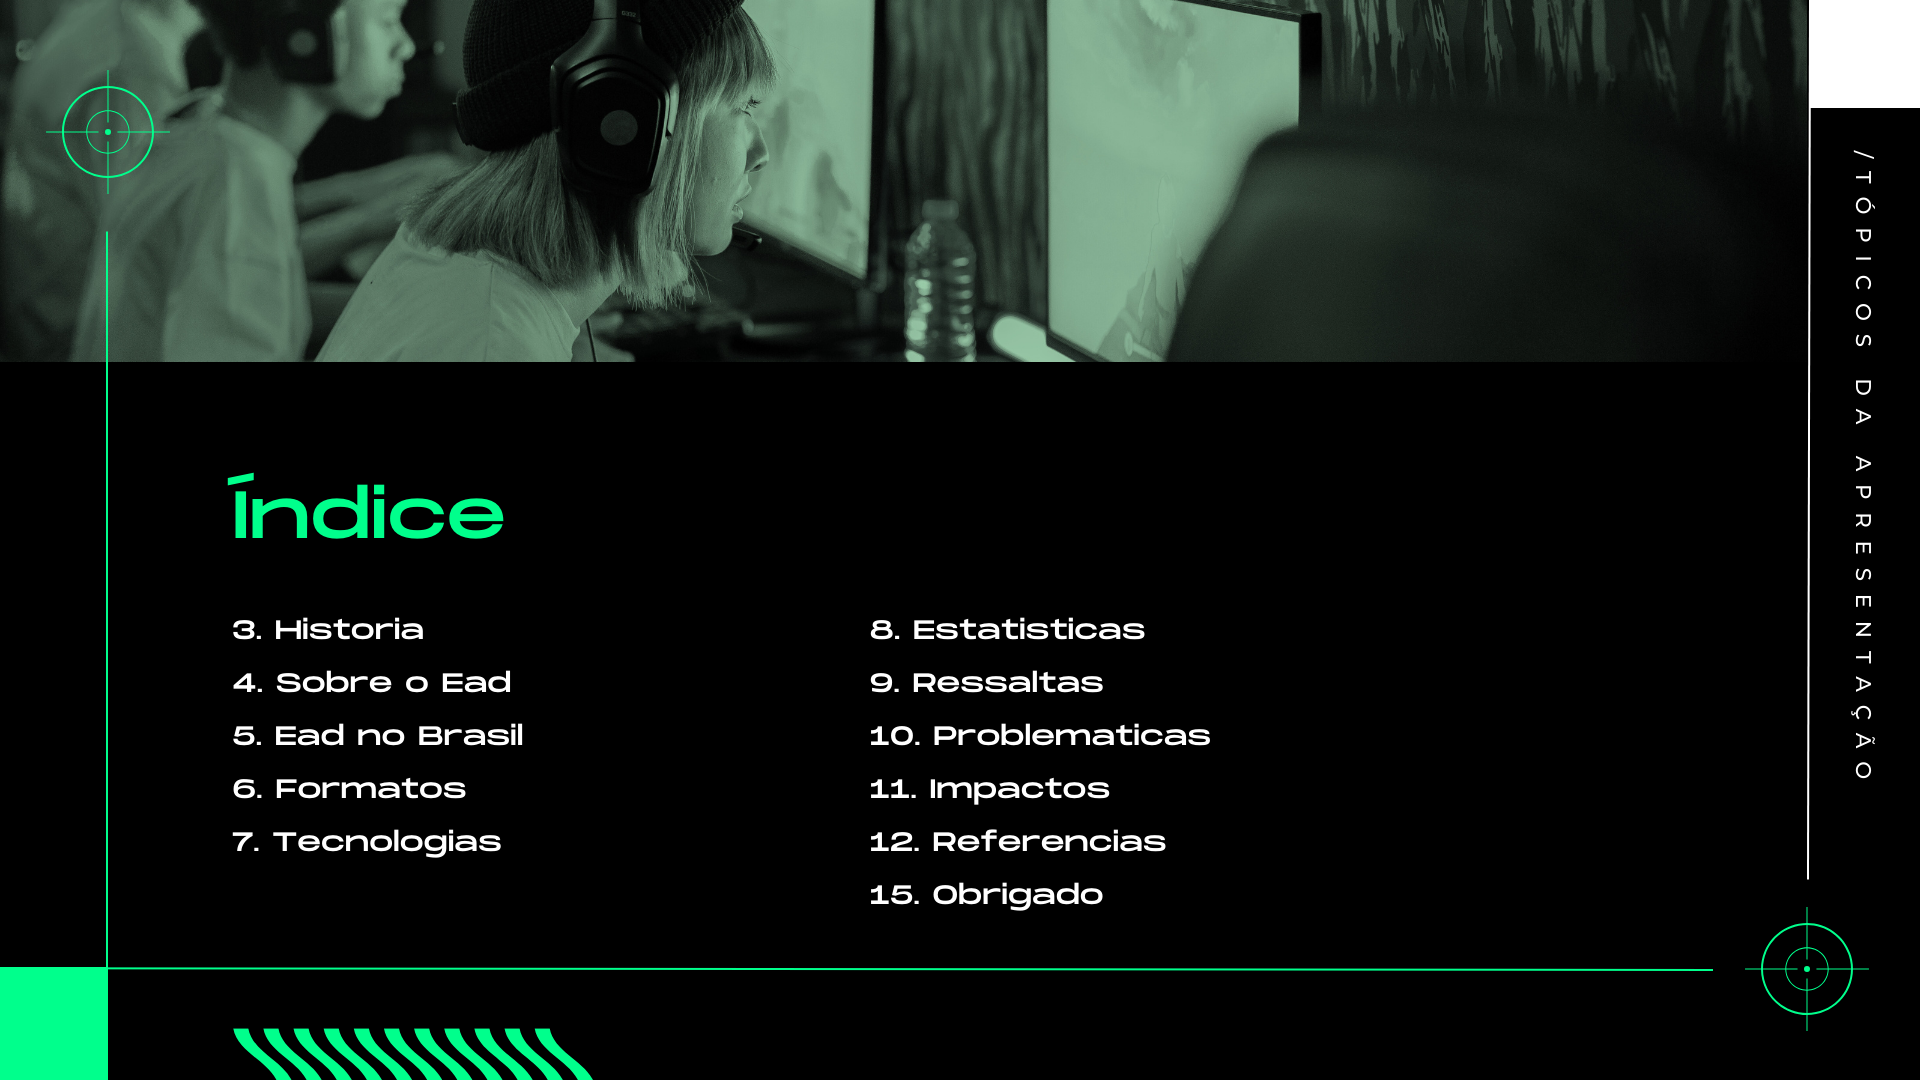 Índice
3. Historia
4. Sobre o Ead
5. Ead no Brasil
6. Formatos
7. Tecnologias
8. Estatisticas
9. Ressaltas
10. Problematicas
11. Impactos
12. Referencias
15. Obrigado
/TÓPICOS DA APRESENTAÇÃO